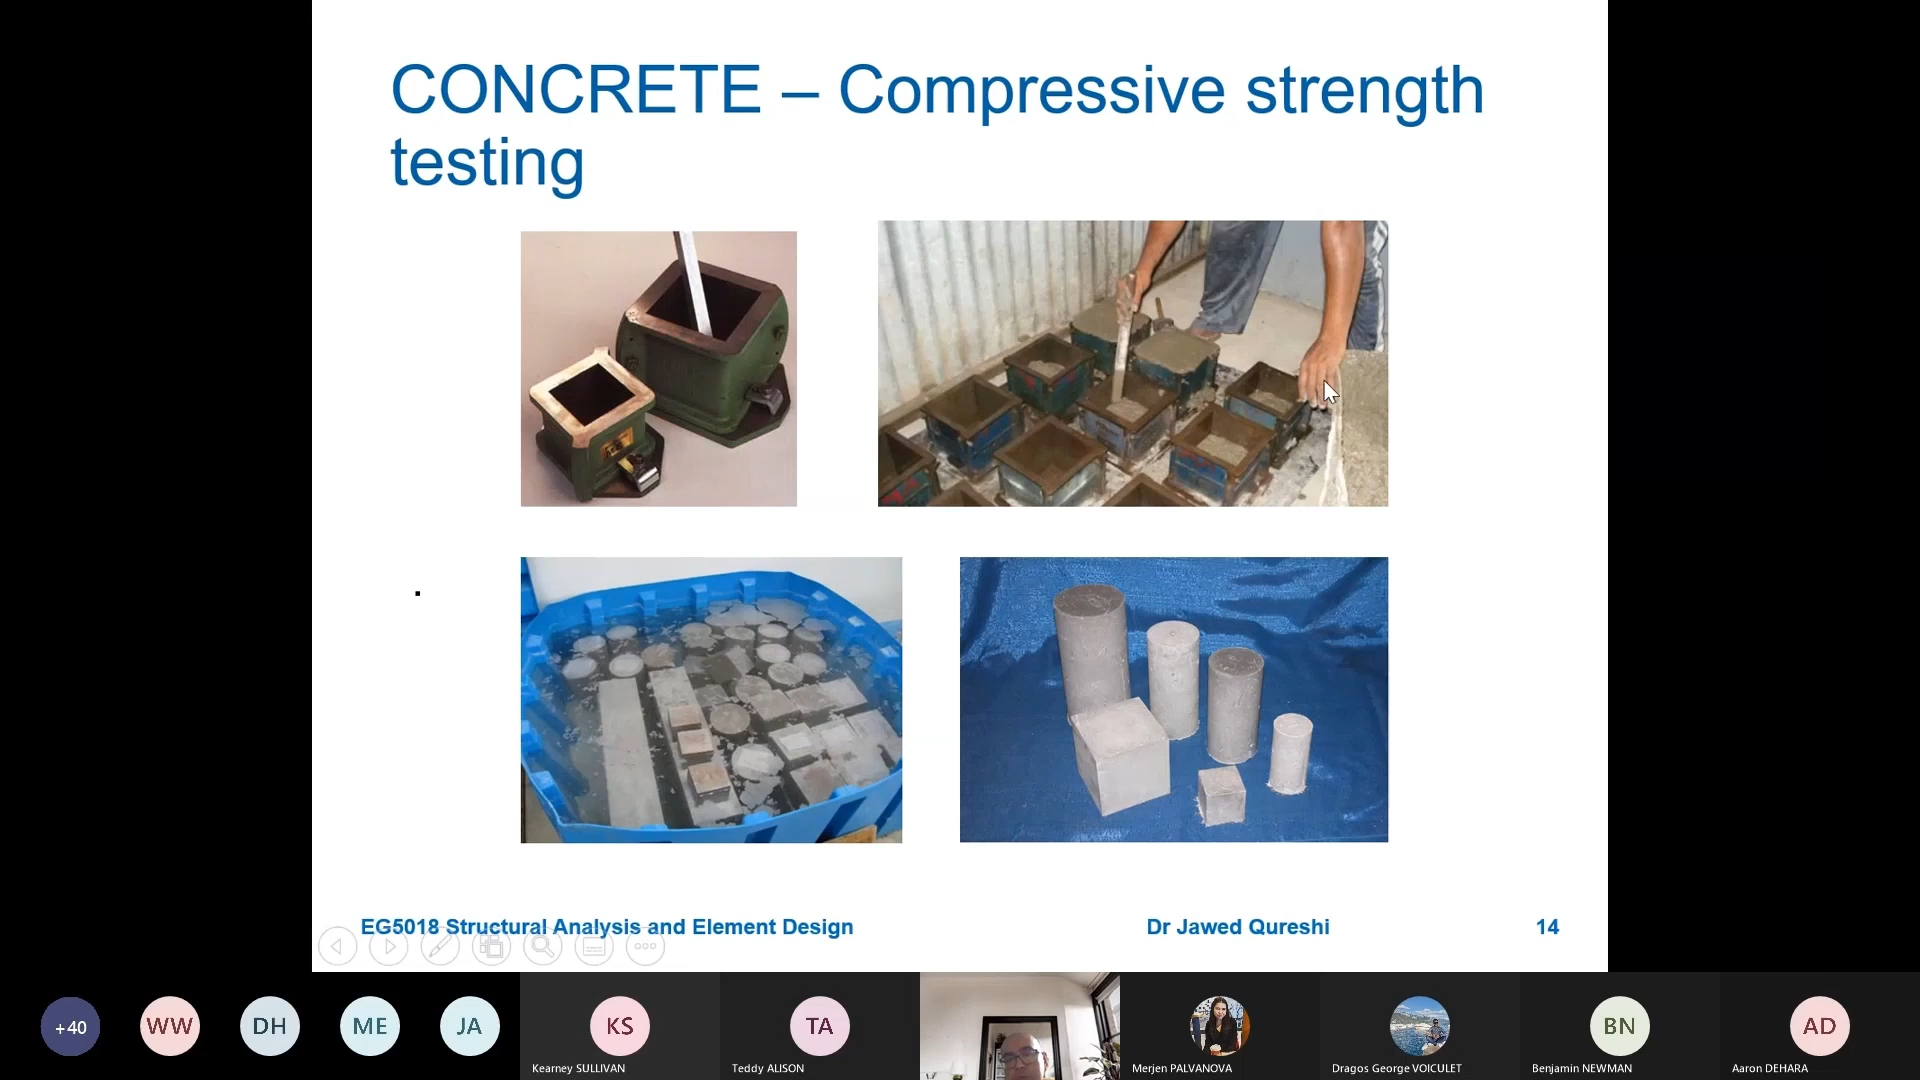 CONCRETE – Compressive strength
testing
EG5018 Structural Analysis and Element Design
Dr Jawed Qureshi
14
+40
WW
DH
ME
JA
KS
TA
BN
AD
Kearney SULLIVAN
Teddy ALISON
Merjen PALVANOVA
Dragos George VOICULET
Benjamin NEWMAN
Aaron DEHARA